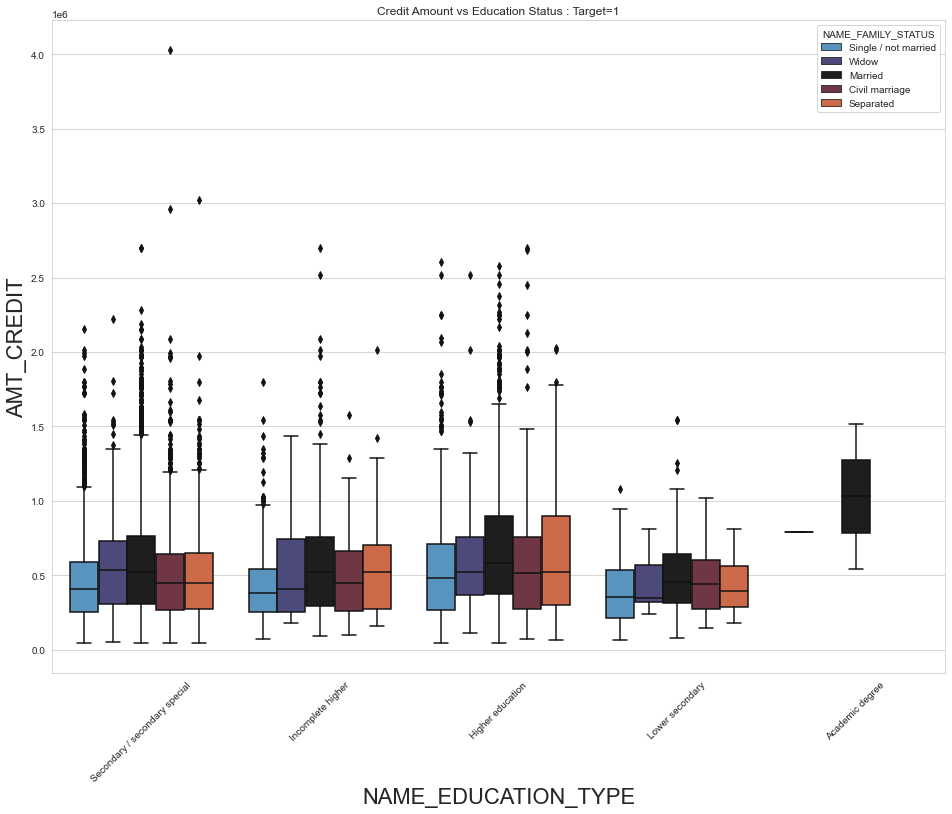 Credit Amount vs Education Status : Target=1
1e6
NAME_FAMILY_STATUS
Single / not married
Widow
Married
Civil marriage
Separated
4.0
3.5
3.0
2.5
2.0
1.5
1.0
0.5
0.0
AMT_CREDIT
Secondary / secondary special
Incomplete higher
Higher education
Lower secondary
Academic degree
NAME_EDUCATION_TYPE